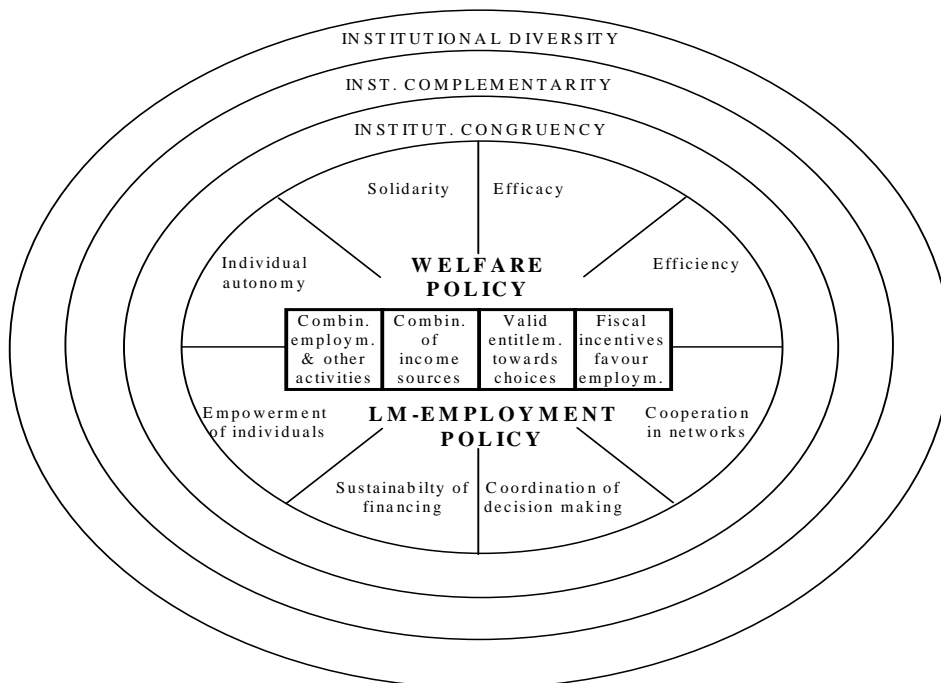 INSTITUTIONAL DIVERSITY
INST. COMPLEMENTARITY
INSTITUT. CONGRUENCY
Solidarity
Efficacy
Individual
autonomy
Efficiency
WELFARE
POLICY
Combin.
employm.
& other
activities
Combin.
of
income
sources
Valid
entitlem.
towards
choices
Fiscal
incentives
favour
employm.
Empowerment
of individuals
LM-EMPLOYMENT
POLICY
Cooperation
in networks
Sustainabilty of
financing
Coordination of
decision making